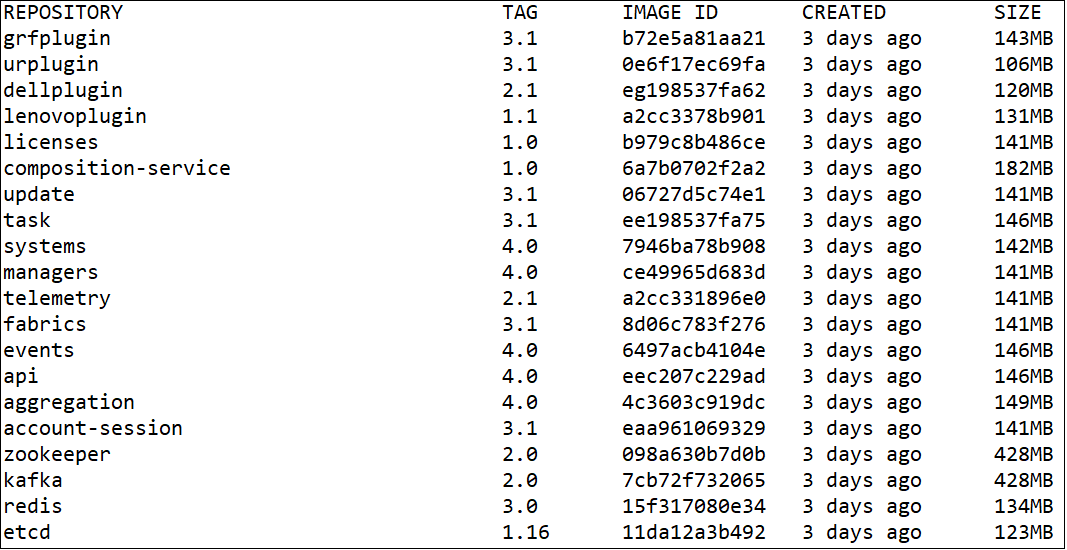 REPOSITORY TAG IMAGE ID CREATED SIZE
grfplugin 3.1 b72e5a81aa21 3 days ago 143MB
urplugin 3.1 0e6f17ec69fa 3 days ago 106MB
dellplugin 2.1 eg198537fa62 3 days ago 120MB
lenovoplugin 1.1 a2cc3378b901 3 days ago 131MB
licenses 1.0 b979c8b486ce 3 days ago 141MB
composition-service 1.0 6a7b0702f2a2 3 days ago 182MB
update 3.1 06727d5c74e1 3 days ago 141MB
task 3.1 ee198537fa75 3 days ago 146MB
systems 4.0 7946ba78b908 3 days ago 142MB
managers 4.0 ce49965d683d 3 days ago 141MB
telemetry 2.1 a2cc331896e0 3 days ago 141MB
fabrics 3.1 8d06c783f276 3 days ago 141MB
events 4.0 6497acb4104e 3 days ago 146MB
api 4.0 eec207c229ad 3 days ago 146MB
aggregation 4.0 4c3603c919dc 3 days ago 149MB
account-session 3.1 eaa961069329 3 days ago 141MB
zookeeper 2.0 098a630b7d0b 3 days ago 428MB
kafka 2.0 7cb72f732065 3 days ago 428MB
redis 3.0 15f317080e34 3 days ago 134MB
etcd 1.16 11da12a3b492 3 days ago 123MB